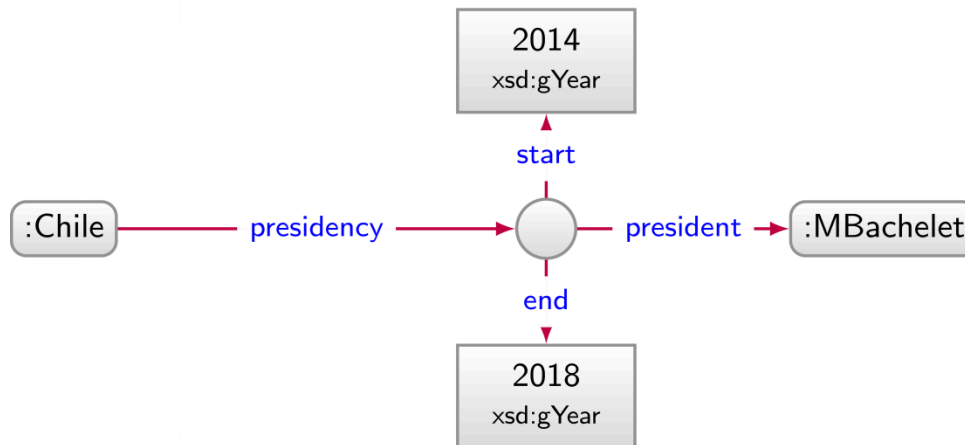 2014
xsd:gYear
start
:Chile
presidency
president
:MBachelet
end
2018
xsd:gYear